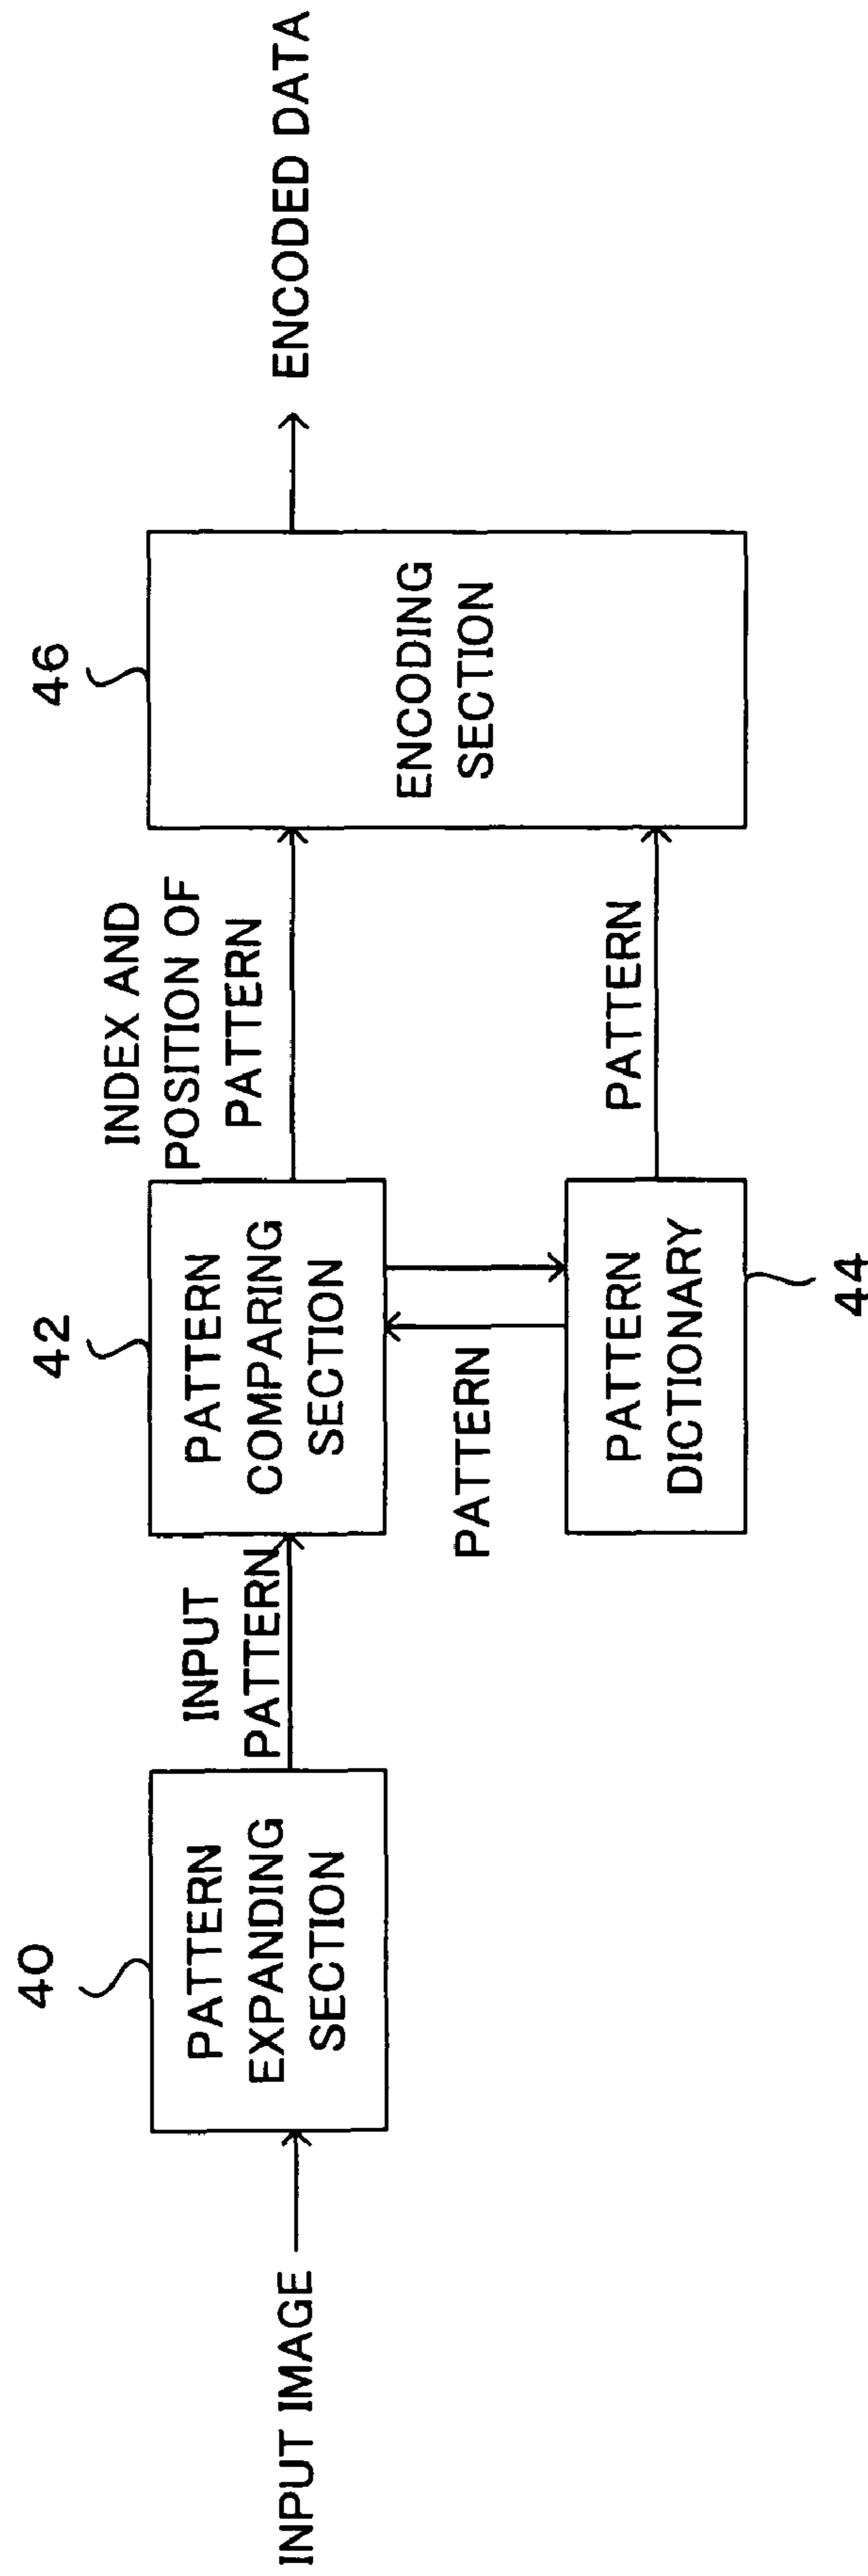 INPUT IMAGE
40
PATTERN
EXPANDING
SECTION
INPUT
PATTERN
42
PATTERN
COMPARING
SECTION
PATTERN
PATTERN
DICTIONARY
44
INDEX AND
POSITION OF
PATTERN
PATTERN
46
ENCODING
SECTION
ENCODED DATA